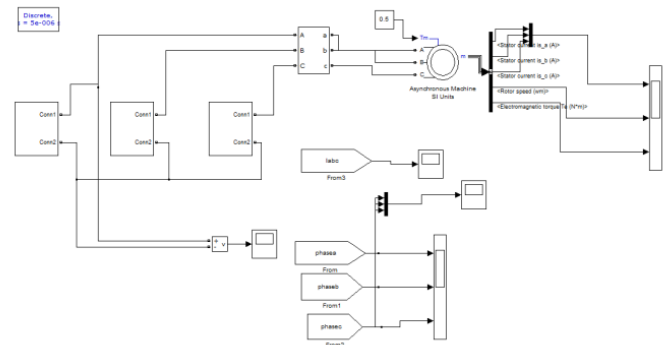 Discrete,
s = 5e-006 s
0.5
A
B
C
a
b
c
Tm
A
B
C
m
Asynchronous Machine
SI Units
<Stator current is_a (A)>
<Stator current is_b (A)>
<Stator current is_c (A)>
<Rotor speed (wm)>
<Electromagnetic torque Te (N*m)>
Conn1
Conn2
Conn1
Conn2
Conn1
Conn2
Iabc
From3
+
-
v
phasea
From
phaseb
From1
phasec
From2